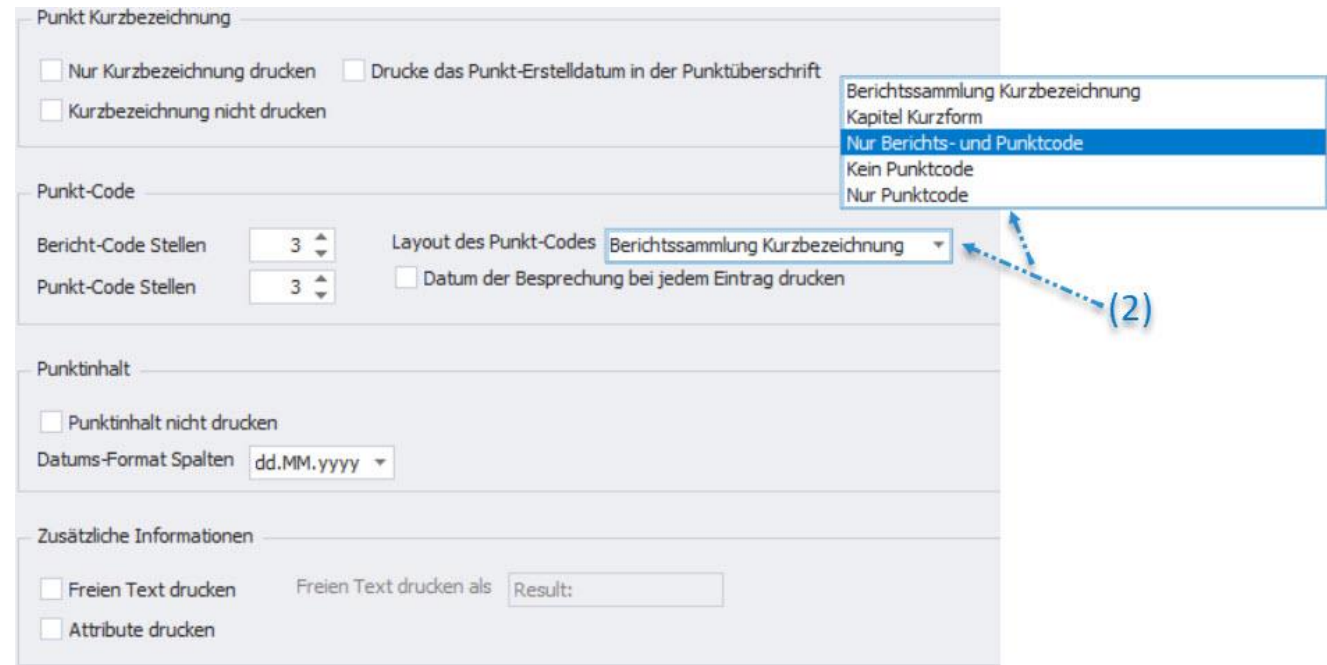 Punkt Kurzbezeichnung
Nur Kurzbezeichnung drucken Drucke das Punkt-Erstelldatum in der Punktüberschrift
Kurzbezeichnung nicht drucken
Berichtssammlung Kurzbezeichnung
Kapitel Kurzform
Nur Berichts- und Punktcode
Kein Punktcode
Nur Punktcode
Punkt-Code
Bericht-Code Stellen 3 Layout des Punkt-Codes Berichtssammlung Kurzbezeichnung
Punkt-Code Stellen 3 Datum der Besprechung bei jedem Eintrag drucken
(2)
Punktinhalt
Punktinhalt nicht drucken
Datums-Format Spalten dd.MM.yyyy
Zusätzliche Informationen
Freien Text drucken Freien Text drucken als Result:
Attribute drucken